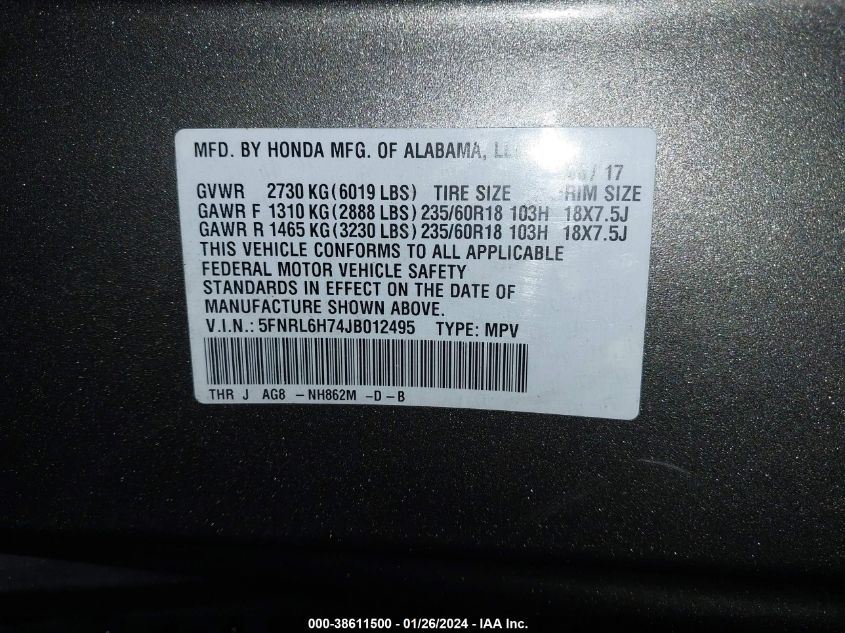 MFD. BY HONDA MFG. OF ALABAMA,
/ 17
GVWR 2730 KG (6019 LBS) TIRE SIZE RIM SIZE
GAWR F 1310 KG (2888 LBS) 235/60R18 103H 18X7.5J
GAWR R 1465 KG (3230 LBS) 235/60R18 103H 18X7.5J
THIS VEHICLE CONFORMS TO ALL APPLICABLE
FEDERAL MOTOR VEHICLE SAFETY
STANDARDS IN EFFECT ON THE DATE OF
MANUFACTURE SHOWN ABOVE.
V.I.N.: 5FNRL6H74JB012495 TYPE: MPV
THR J AG8 -NH862M -D-B
000-38611500 - 01/26/2024 - IAA Inc.